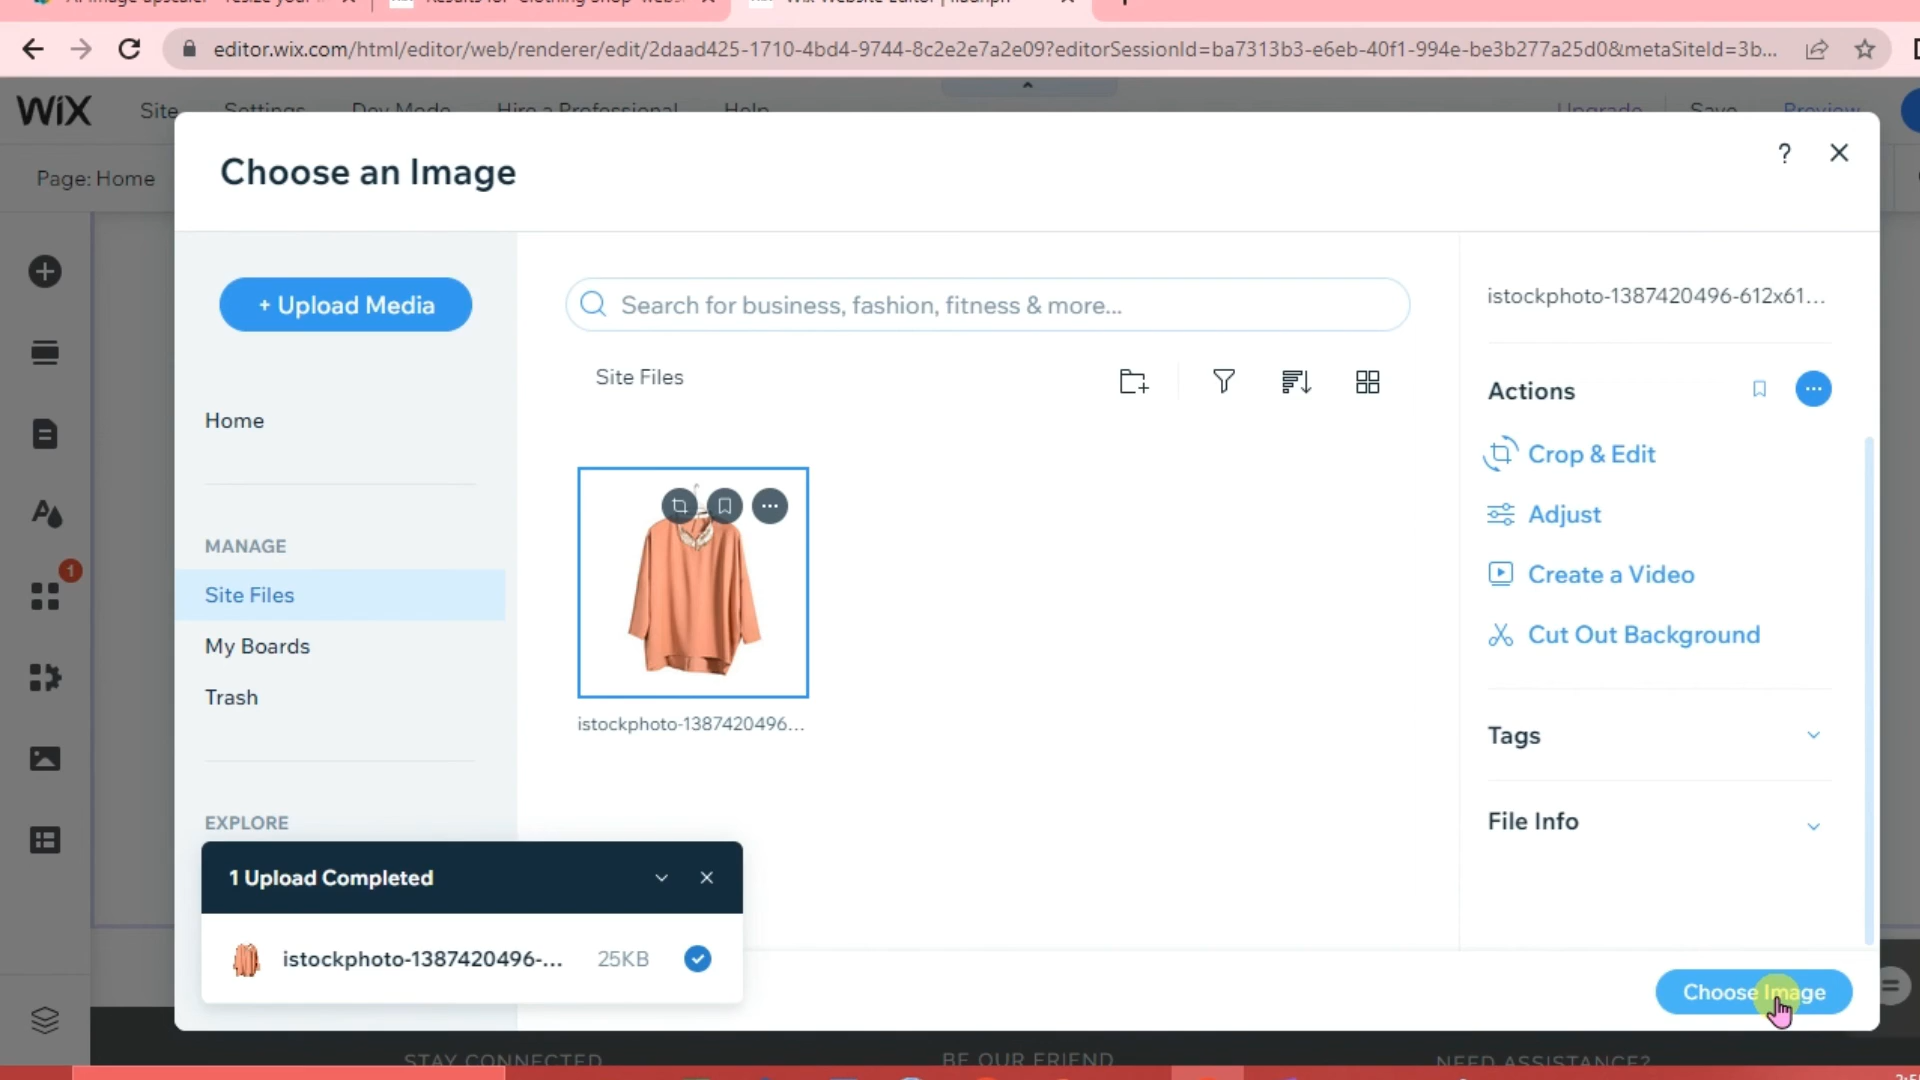 editor.wix.com/html/editor/web/renderer/edit/2daad425-1710-4bd4-9744-8c2e2e7a2e09?editorSessionId=ba7313b3-e6eb-40f1-994e-be3b277a25d0&metaSiteId=3b...
WiX Site Settings Dev Mode Hire a Professional Help Upgrade Save Preview
Page: Home
Choose an Image
?
+ Upload Media
Search for business, fashion, fitness & more...
istockphoto-1387420496-612x61...
Site Files
Actions
Home
Crop & Edit
Adjust
MANAGE
Create a Video
Site Files
1
My Boards
Cut Out Background
Trash
istockphoto-1387420496...
Tags
EXPLORE
File Info
1 Upload Completed
istockphoto-1387420496-... 25KB
Choose Image
STAY CONNECTED BE OUR FRIEND NEED ASSISTANCE?